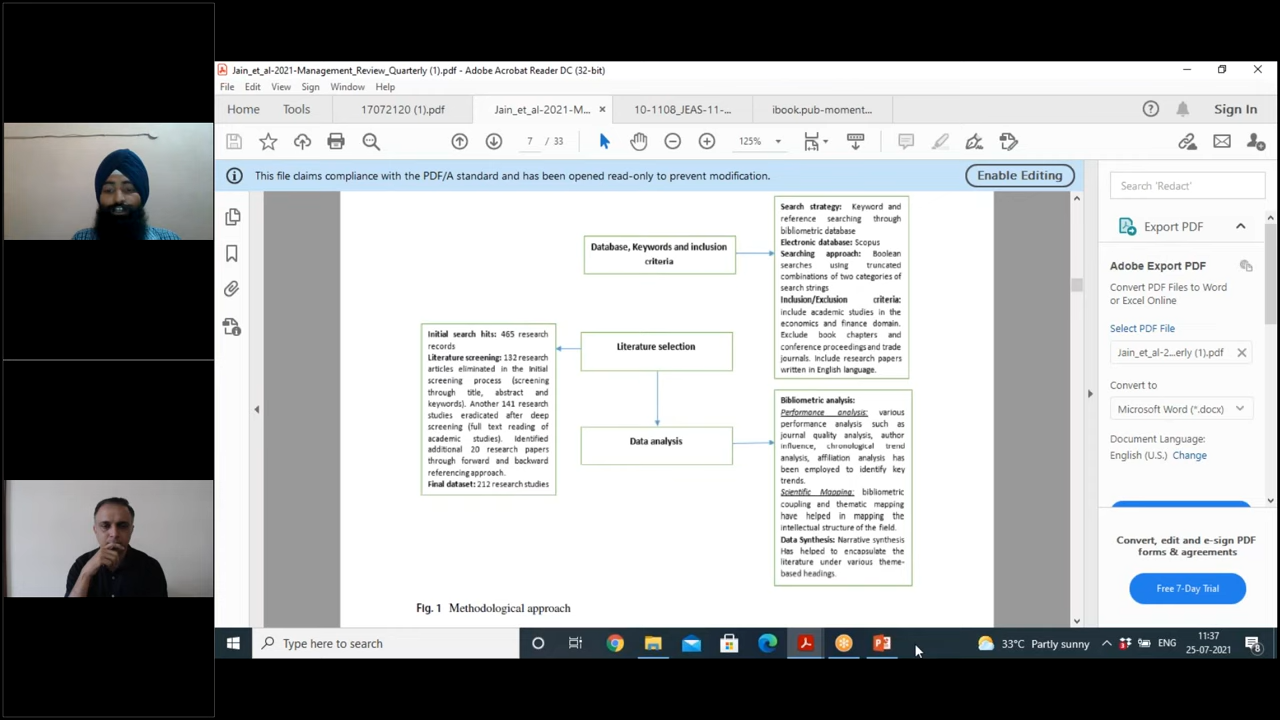 Jain_et_al-2021-Management_Review_Quarterly (1).pdf - Adobe Acrobat Reader DC (32-bit)
File Edit View Sign Window Help
Home Tools 17072120 (1).pdf Jain_et_al-2021-M... × 10-1108_JEAS-11-... ibook.pub-moment... Sign In
7 / 33 125%
This file claims compliance with the PDF/A standard and has been opened read-only to prevent modification. Enable Editing
Search strategy: Keyword and
reference searching through
bibliometric database
Electronic database: Scopus
Searching approach: Boolean
searches using truncated
combinations of two categories of
search strings
Inclusion/Exclusion criteria:
include academic studies in the
economics and finance domain.
Exclude book chapters and
conference proceedings and trade
journals. Include research papers
written in English language.
Database, Keywords and inclusion
criteria
Initial search hits: 465 research
records
Literature screening: 132 research
articles eliminated in the Initial
screening process (screening
through title, abstract and
keywords). Another 141 research
studies eradicated after deep
screening (full text reading of
academic studies). Identified
additional 20 research papers
through forward and backward
referencing approach.
Final dataset: 212 research studies
Literature selection
Data analysis
Bibliometric analysis:
Performance analysis: various
performance analysis such as
journal quality analysis, author
influence, chronological trend
analysis, affiliation analysis has
been employed to identify key
trends.
Scientific Mapping: bibliometric
coupling and thematic mapping
have helped in mapping the
intellectual structure of the field.
Data Synthesis: Narrative synthesis
Has helped to encapsulate the
literature under various theme-
based headings.
Fig. 1 Methodological approach
Search 'Redact'
Export PDF
Adobe Export PDF
Convert PDF Files to Word
or Excel Online
Select PDF File
Jain_et_al-2...erly (1).pdf
Convert to
Microsoft Word (*.docx)
Document Language:
English (U.S.) Change
Convert, edit and e-sign PDF
forms & agreements
Free 7-Day Trial
Type here to search
33°C Partly sunny
ENG
11:37
25-07-2021
8